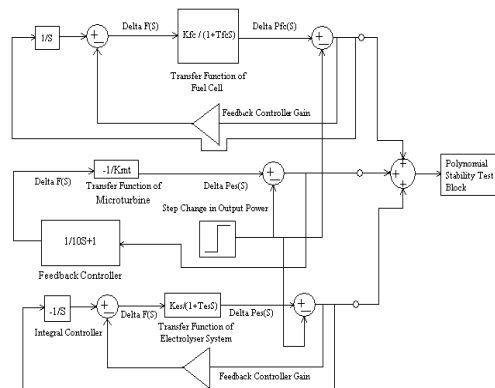 Delta F(S)
Delta Pfc(S)
1/S
Kfc / (1+TfcS)
Transfer Function of
Fuel Cell
Feedback Controller Gain
-1/Kmt
Delta F(S)
Transfer Function of
Microturbine
Delta Pes(S)
Polynomial
Stability Test
Block
Step Change in Output Power
1/10S+1
Feedback Controller
-1/S
Kes/(1+TesS)
Delta F(S)
Delta Pes(S)
Integral Controller
Transfer Function of
Electrolyser System
Feedback Controller Gain